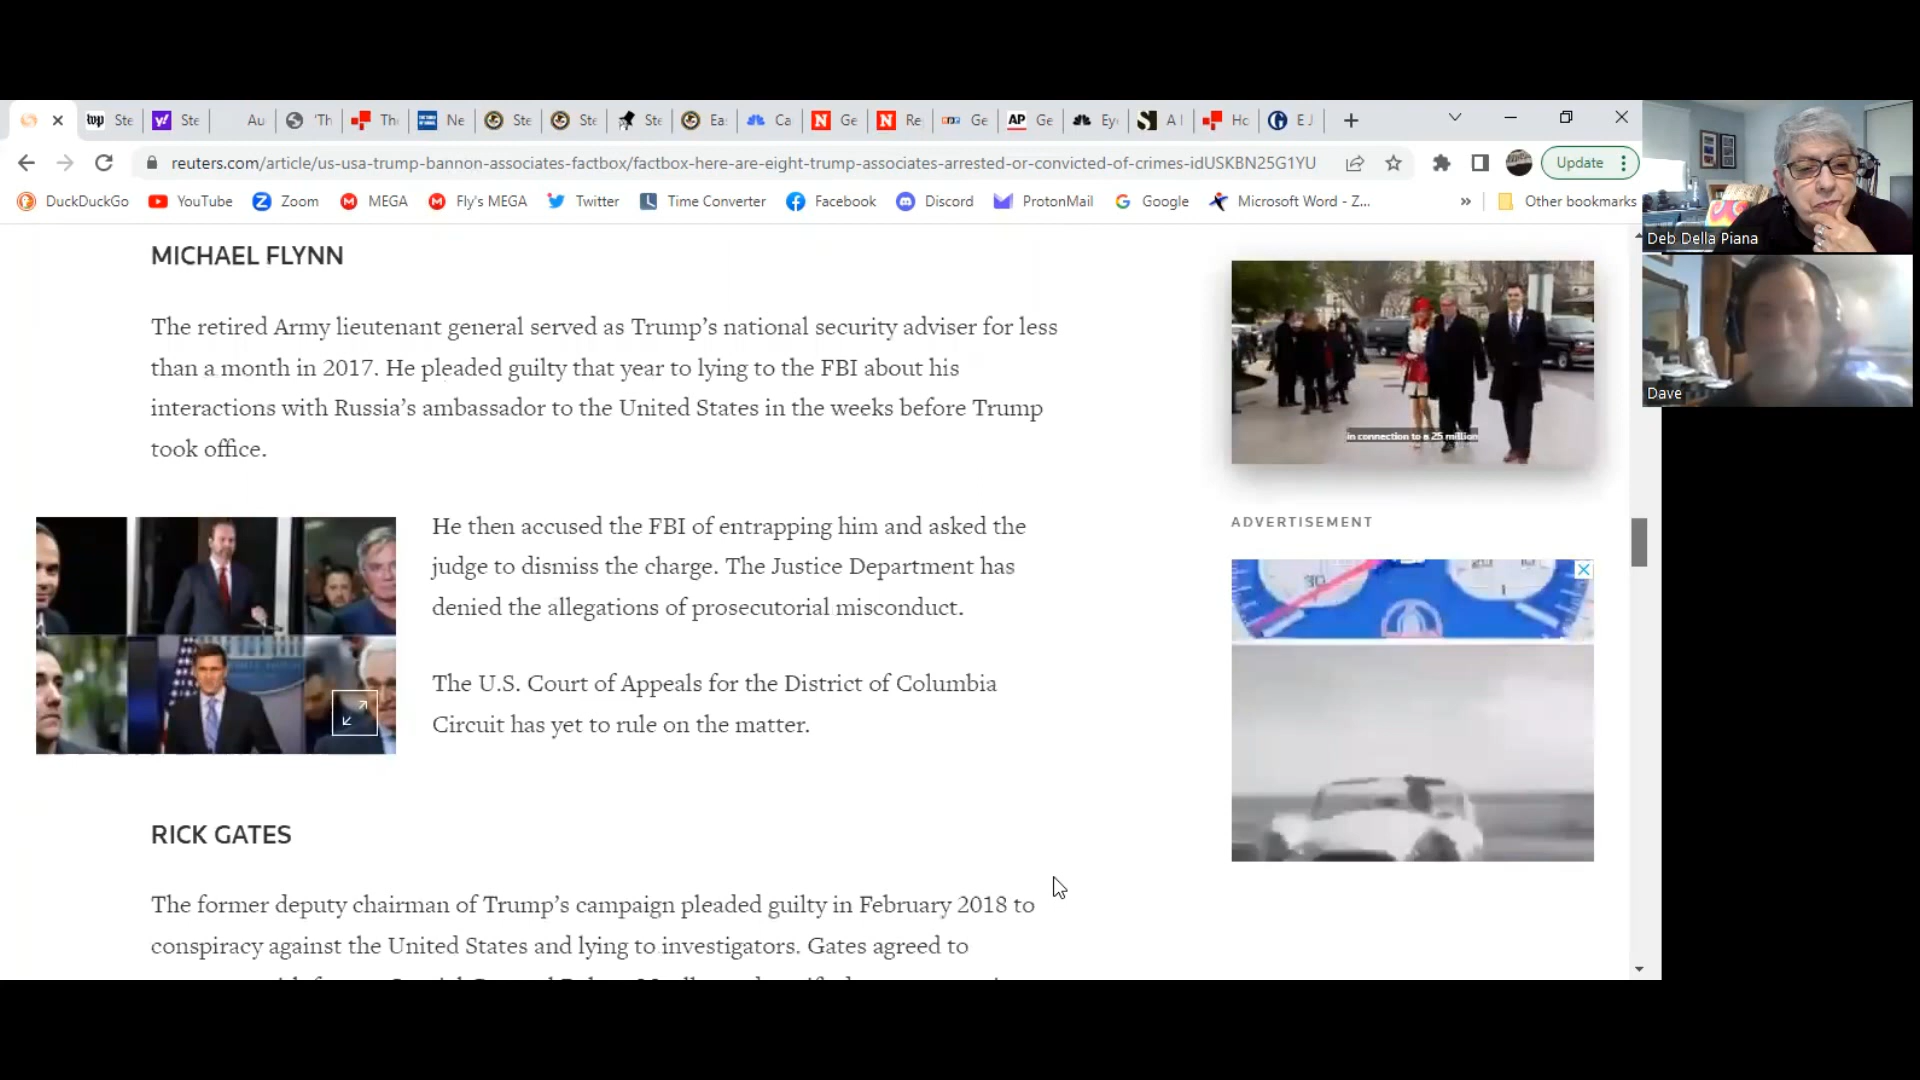 Ste
Ste
Au
'Th
The
Ne
Ste
Ste
Ste
Ea
Ca
Ge
Re
Ge
AP
Ge
Ey
A I
Ho
E J
reuters.com/article/us-usa-trump-bannon-associates-factbox/factbox-here-are-eight-trump-associates-arrested-or-convicted-of-crimes-idUSKBN25G1YU
Update
DuckDuckGo YouTube Zoom MEGA Fly's MEGA Twitter Time Converter Facebook Discord ProtonMail Google Microsoft Word - Z... » Other bookmarks
Deb Della Piana
Dave
MICHAEL FLYNN
The retired Army lieutenant general served as Trump's national security adviser for less
than a month in 2017. He pleaded guilty that year to lying to the FBI about his
interactions with Russia's ambassador to the United States in the weeks before Trump
took office.
He then accused the FBI of entrapping him and asked the
judge to dismiss the charge. The Justice Department has
denied the allegations of prosecutorial misconduct.
The U.S. Court of Appeals for the District of Columbia
Circuit has yet to rule on the matter.
RICK GATES
The former deputy chairman of Trump's campaign pleaded guilty in February 2018 to
conspiracy against the United States and lying to investigators. Gates agreed to
in connection to a 25 million
ADVERTISEMENT